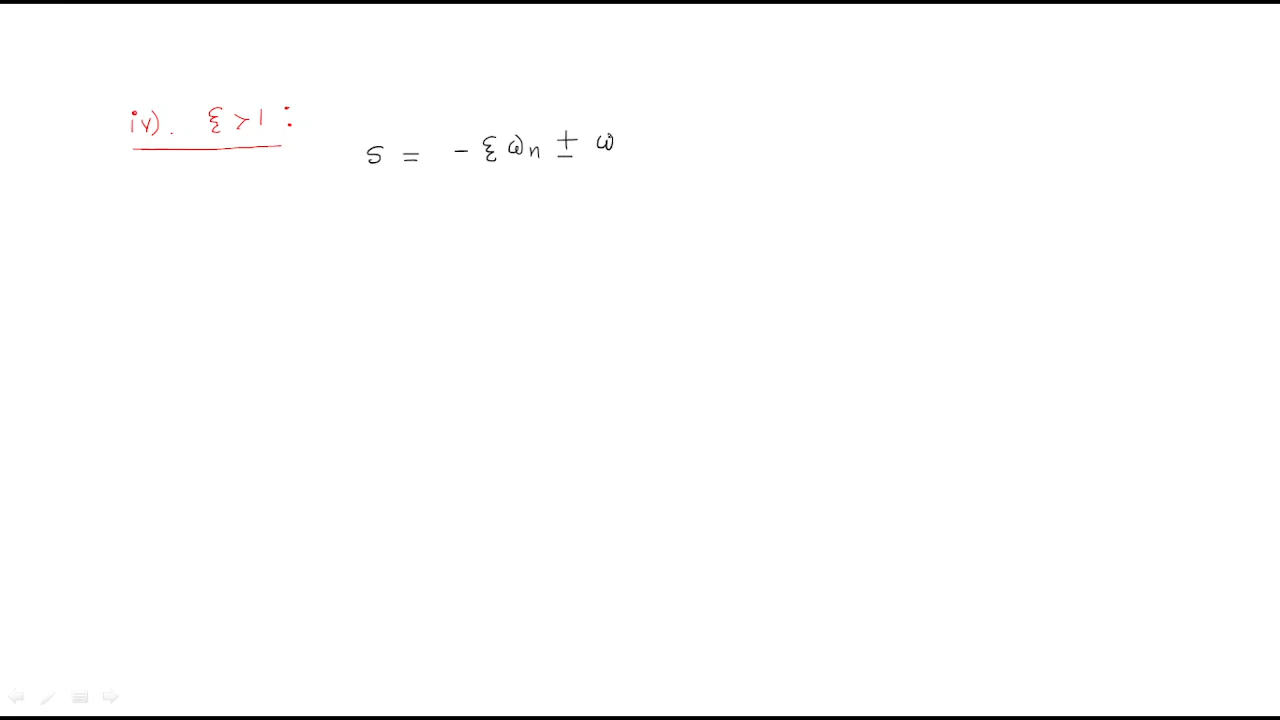 iv). ξ > 1 :
s = - ξ ωn ± ω